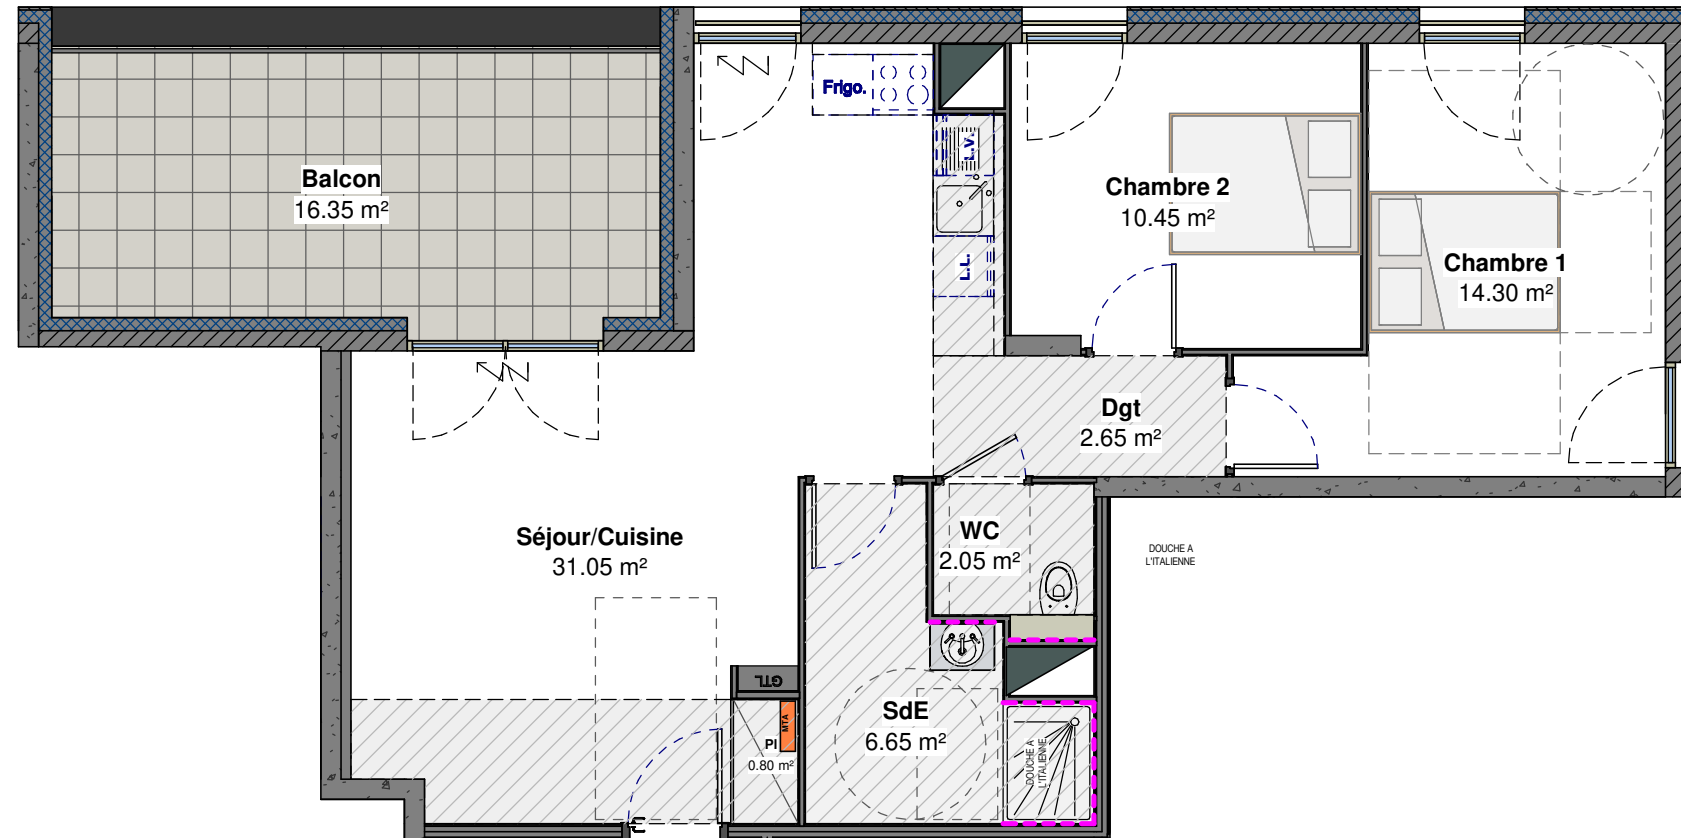 Frigo.
L.V.
L.L.
Balcon
16.35 m²
Chambre 2
10.45 m²
Chambre 1
14.30 m²
Dgt
2.65 m²
Séjour/Cuisine
31.05 m²
WC
2.05 m²
DOUCHE A
L'ITALIENNE
GTL
MTA
Pl
0.80 m²
SdE
6.65 m²
DOUCHE A
L'ITALIENNE